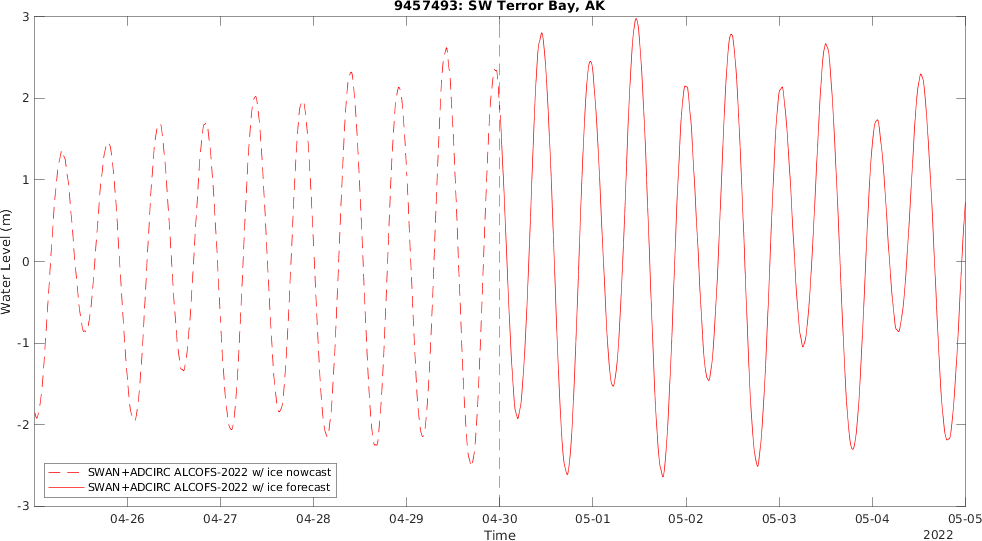 9457493: SW Terror Bay, AK
Water Level (m)
3
2
1
0
-1
-2
-3
SWAN+ADCIRC ALCOFS-2022 w/ ice nowcast
SWAN+ADCIRC ALCOFS-2022 w/ ice forecast
04-26 04-27 04-28 04-29 04-30 05-01 05-02 05-03 05-04 05-05
Time
2022